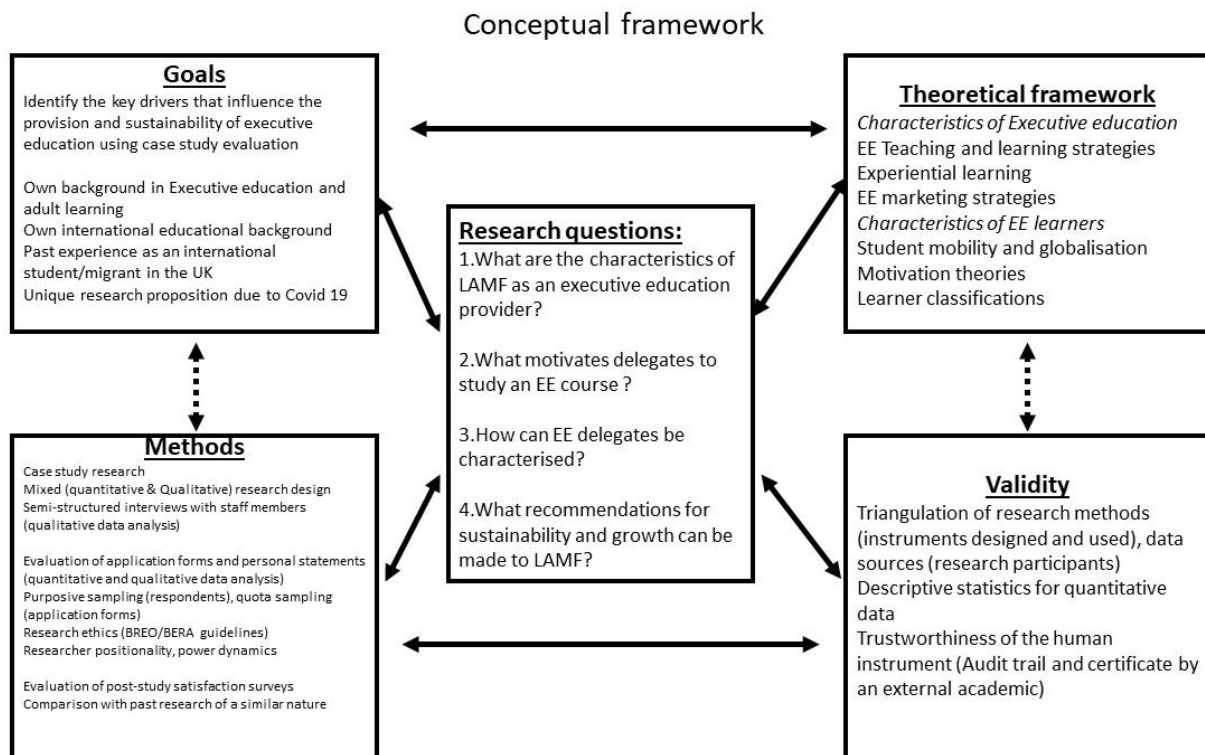 Conceptual framework
Goals
Identify the key drivers that influence the
provision and sustainability of executive
education using case study evaluation
Own background in Executive education and
adult learning
Own international educational background
Past experience as an international
student/migrant in the UK
Unique research proposition due to Covid 19
Theoretical framework
Characteristics of Executive education
EE Teaching and learning strategies
Experiential learning
EE marketing strategies
Characteristics of EE learners
Student mobility and globalisation
Motivation theories
Learner classifications
Research questions:
1.What are the characteristics of
LAMF as an executive education
provider?
2.What motivates delegates to
study an EE course ?
3.How can EE delegates be
characterised?
4.What recommendations for
sustainability and growth can be
made to LAMF?
Methods
Case study research
Mixed (quantitative & Qualitative) research design
Semi-structured interviews with staff members
(qualitative data analysis)
Evaluation of application forms and personal statements
(quantitative and qualitative data analysis)
Purposive sampling (respondents), quota sampling
(application forms)
Research ethics (BREO/BERA guidelines)
Researcher positionality, power dynamics
Evaluation of post-study satisfaction surveys
Comparison with past research of a similar nature
Validity
Triangulation of research methods
(instruments designed and used), data
sources (research participants)
Descriptive statistics for quantitative
data
Trustworthiness of the human
instrument (Audit trail and certificate by
an external academic)